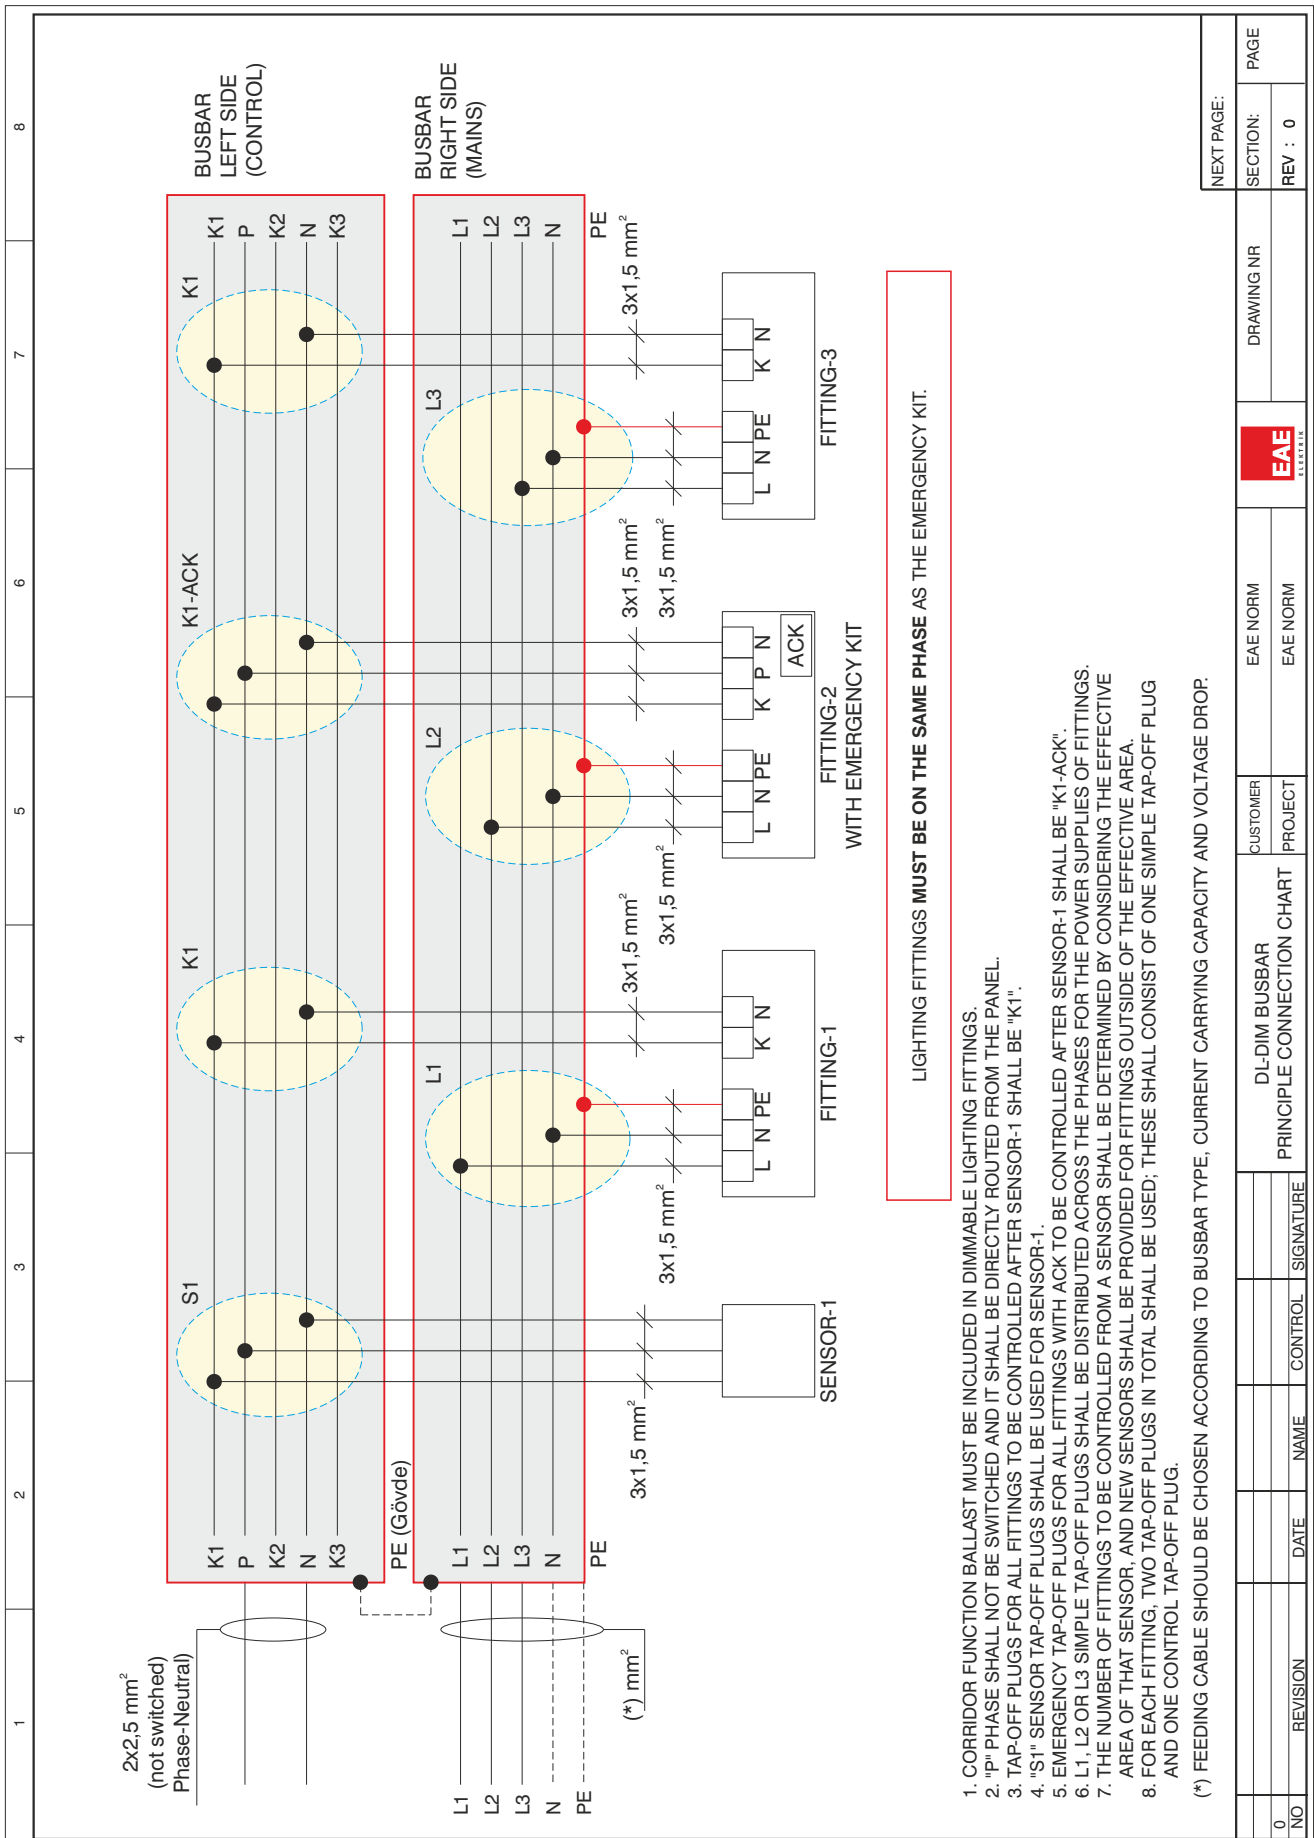 1 2 3 4 5 6 7 8
2x2,5 mm²
(not switched)
Phase-Neutral)
BUSBAR
LEFT SIDE
(CONTROL)
S1
K1
K1-ACK
K1
K1 K1
P P
K2 K2
N N
K3 K3
PE (Gövde)
BUSBAR
RIGHT SIDE
(MAINS)
L1
L2
L3
L1 L1 L1
L2 L2 L2
L3 L3 L3
N N N
PE PE PE
(*) mm²
3x1,5 mm²
3x1,5 mm²
3x1,5 mm²
3x1,5 mm²
3x1,5 mm²
3x1,5 mm²
3x1,5 mm²
SENSOR-1
L N PE K N
FITTING-1
L N PE K P N
ACK
FITTING-2
WITH EMERGENCY KIT
L N PE K N
FITTING-3
LIGHTING FITTINGS MUST BE ON THE SAME PHASE AS THE EMERGENCY KIT.
1. CORRIDOR FUNCTION BALLAST MUST BE INCLUDED IN DIMMABLE LIGHTING FITTINGS.
2. "P" PHASE SHALL NOT BE SWITCHED AND IT SHALL BE DIRECTLY ROUTED FROM THE PANEL.
3. TAP-OFF PLUGS FOR ALL FITTINGS TO BE CONTROLLED AFTER SENSOR-1 SHALL BE "K1".
4. "S1" SENSOR TAP-OFF PLUGS SHALL BE USED FOR SENSOR-1.
5. EMERGENCY TAP-OFF PLUGS FOR ALL FITTINGS WITH ACK TO BE CONTROLLED AFTER SENSOR-1 SHALL BE "K1-ACK".
6. L1, L2 OR L3 SIMPLE TAP-OFF PLUGS SHALL BE DISTRIBUTED ACROSS THE PHASES FOR THE POWER SUPPLIES OF FITTINGS.
7. THE NUMBER OF FITTINGS TO BE CONTROLLED FROM A SENSOR SHALL BE DETERMINED BY CONSIDERING THE EFFECTIVE
AREA OF THAT SENSOR, AND NEW SENSORS SHALL BE PROVIDED FOR FITTINGS OUTSIDE OF THE EFFECTIVE AREA.
8. FOR EACH FITTING, TWO TAP-OFF PLUGS IN TOTAL SHALL BE USED; THESE SHALL CONSIST OF ONE SIMPLE TAP-OFF PLUG
AND ONE CONTROL TAP-OFF PLUG.
(*) FEEDING CABLE SHOULD BE CHOSEN ACCORDING TO BUSBAR TYPE, CURRENT CARRYING CAPACITY AND VOLTAGE DROP.
NEXT PAGE:
0
NO REVISION DATE NAME CONTROL SIGNATURE
DL-DIM BUSBAR
PRINCIPLE CONNECTION CHART
CUSTOMER EAE NORM
PROJECT EAE NORM
EAE
ELEKTRİK
DRAWING NR
SECTION: PAGE
REV : 0